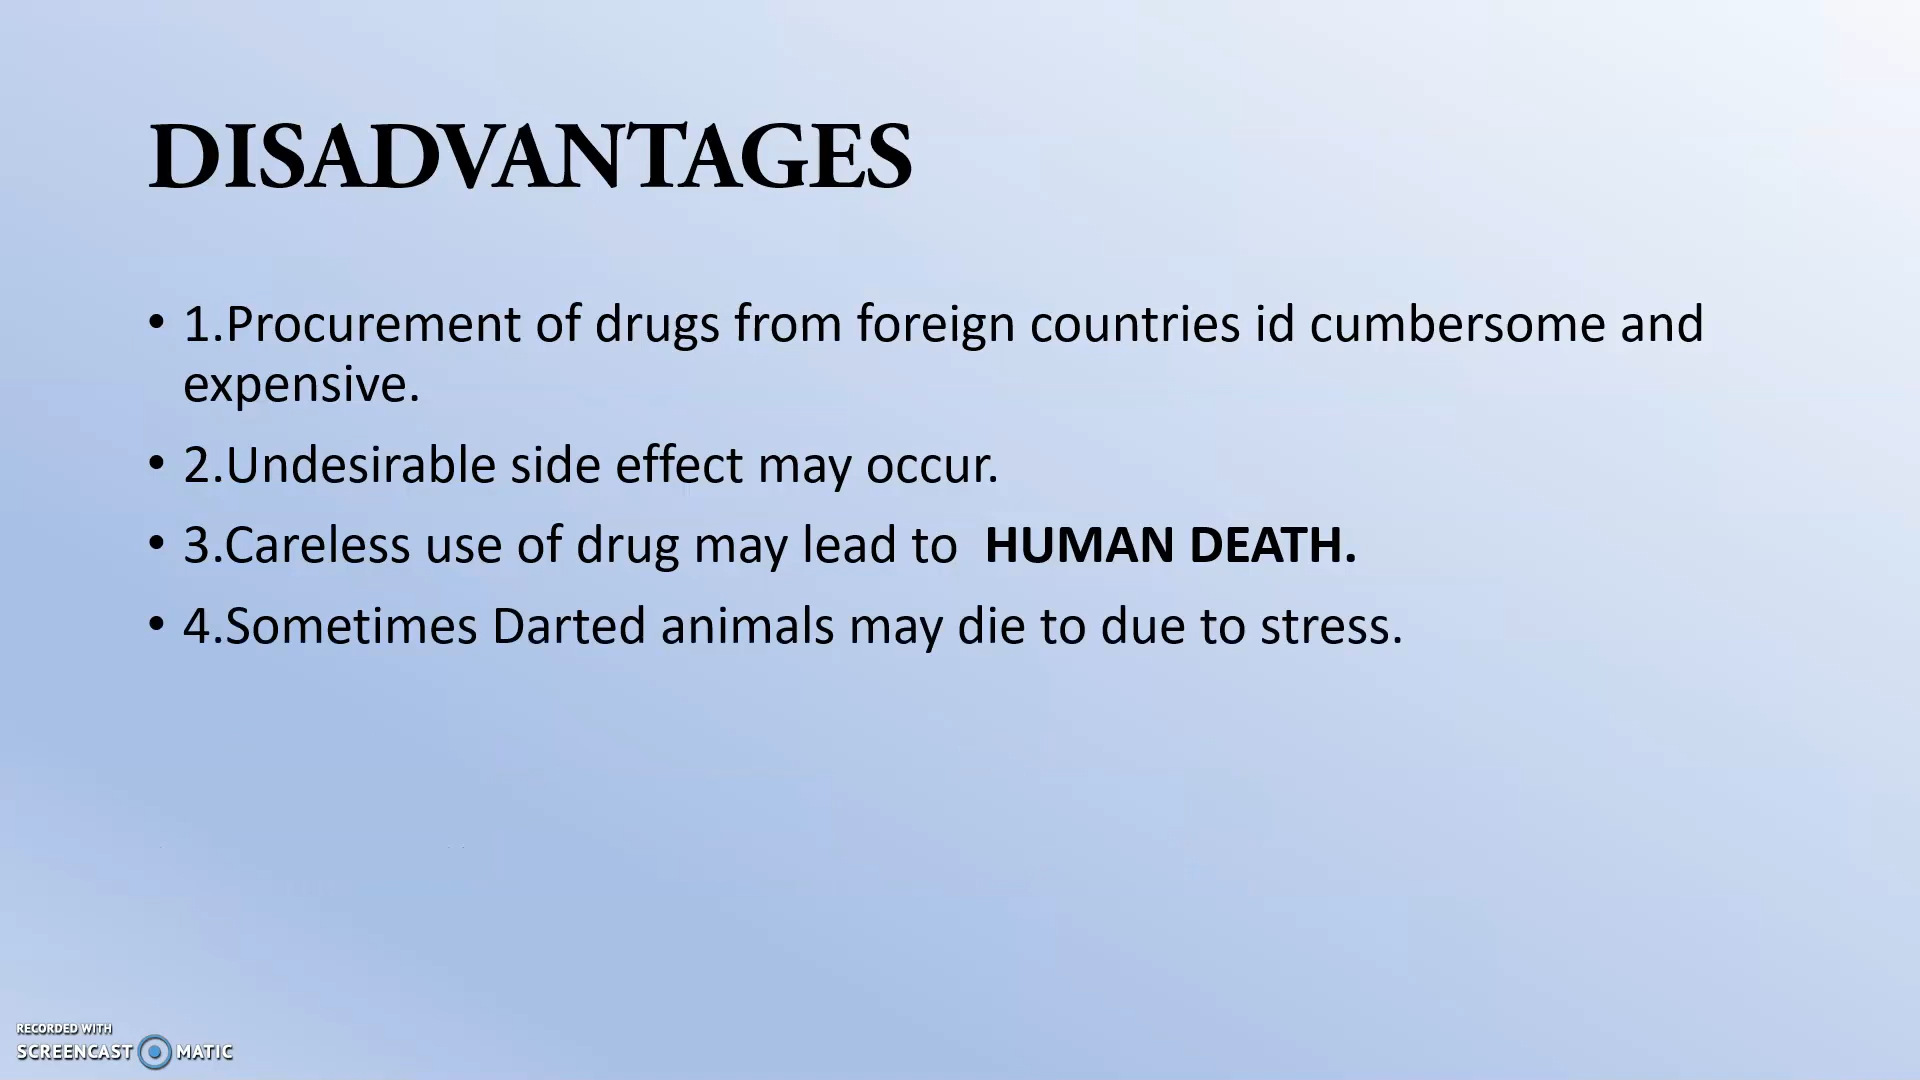 DISADVANTAGES
• 1.Procurement of drugs from foreign countries id cumbersome and
expensive.
• 2.Undesirable side effect may occur.
• 3.Careless use of drug may lead to  HUMAN DEATH.
• 4.Sometimes Darted animals may die to due to stress.
RECORDED WITH
SCREENCAST MATIC